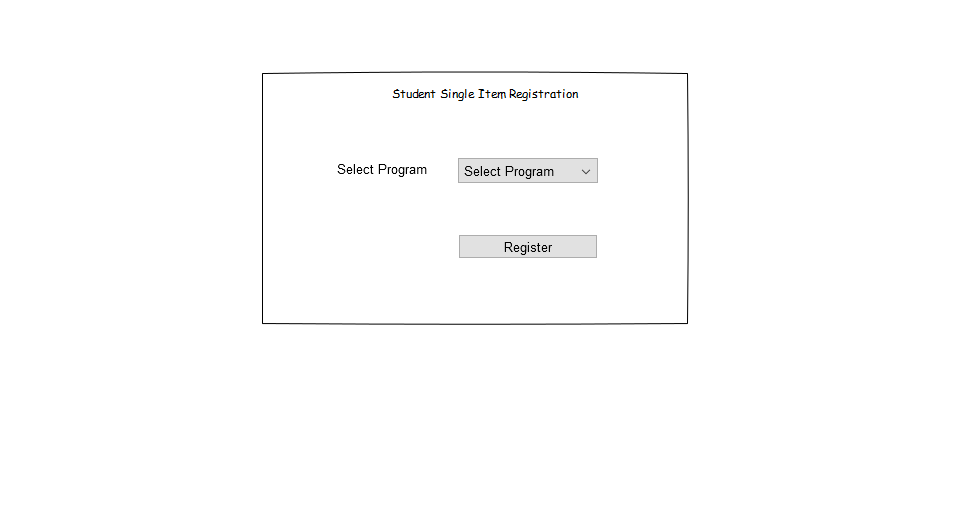 Student Single Item Registration
Select Program Select Program
Register